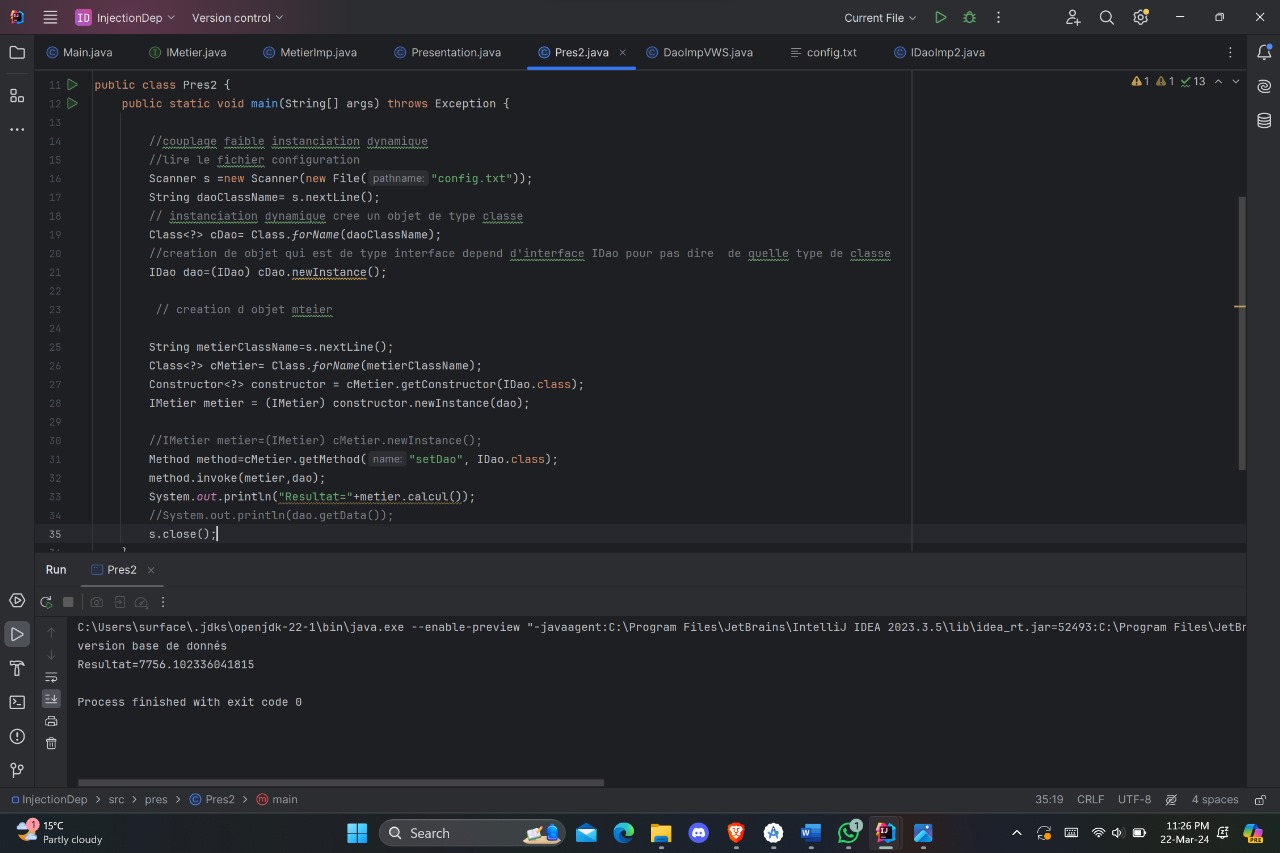 ID InjectionDep Version control Current File
Main.java IMetier.java MetierImp.java Presentation.java Pres2.java DaoImpVWS.java config.txt IDaoImp2.java
11 public class Pres2 { 1 1 13
12 public static void main(String[] args) throws Exception {
13
14 //couplage faible instanciation dynamique
15 //lire le fichier configuration
16 Scanner s =new Scanner(new File( pathname: "config.txt"));
17 String daoClassName= s.nextLine();
18 // instanciation dynamique cree un objet de type classe
19 Class<?> cDao= Class.forName(daoClassName);
20 //creation de objet qui est de type interface depend d'interface IDao pour pas dire  de quelle type de classe
21 IDao dao=(IDao) cDao.newInstance();
22
23 // creation d objet mteier
24
25 String metierClassName=s.nextLine();
26 Class<?> cMetier= Class.forName(metierClassName);
27 Constructor<?> constructor = cMetier.getConstructor(IDao.class);
28 IMetier metier = (IMetier) constructor.newInstance(dao);
29
30 //IMetier metier=(IMetier) cMetier.newInstance();
31 Method method=cMetier.getMethod( name: "setDao", IDao.class);
32 method.invoke(metier,dao);
33 System.out.println("Resultat="+metier.calcul());
34 //System.out.println(dao.getData());
35 s.close();
Run Pres2
C:\Users\surface\.jdks\openjdk-22-1\bin\java.exe --enable-preview "-javaagent:C:\Program Files\JetBrains\IntelliJ IDEA 2023.3.5\lib\idea_rt.jar=52493:C:\Program Files\JetBr
version base de donnés
Resultat=7756.102336041815
Process finished with exit code 0
InjectionDep > src > pres > Pres2 > main 35:19 CRLF UTF-8 4 spaces
1 15°C
Partly cloudy
Search
1
11:26 PM
22-Mar-24
PRE